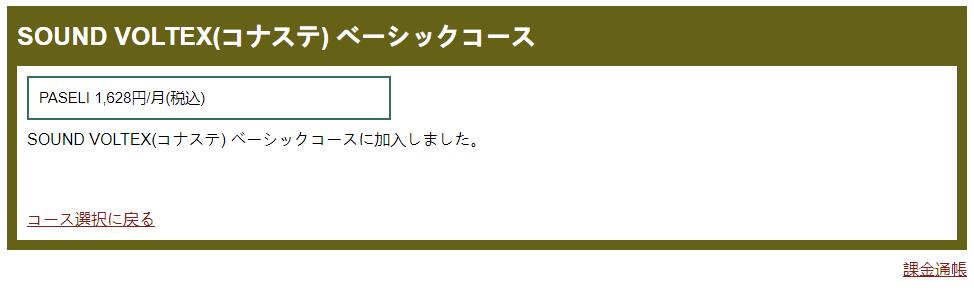 SOUND VOLTEX(コナステ) ベーシックコース
PASELI 1,628円/月(税込)
SOUND VOLTEX(コナステ) ベーシックコースに加入しました。
コース選択に戻る
課金通帳